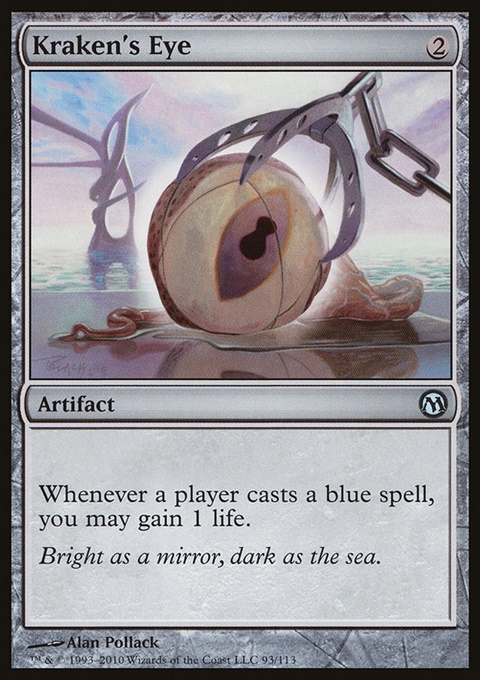 Kraken's Eye 2
Artifact
Whenever a player casts a blue spell,
you may gain 1 life.
Bright as a mirror, dark as the sea.
Alan Pollack
™ & © 1993–2010 Wizards of the Coast LLC 93/113